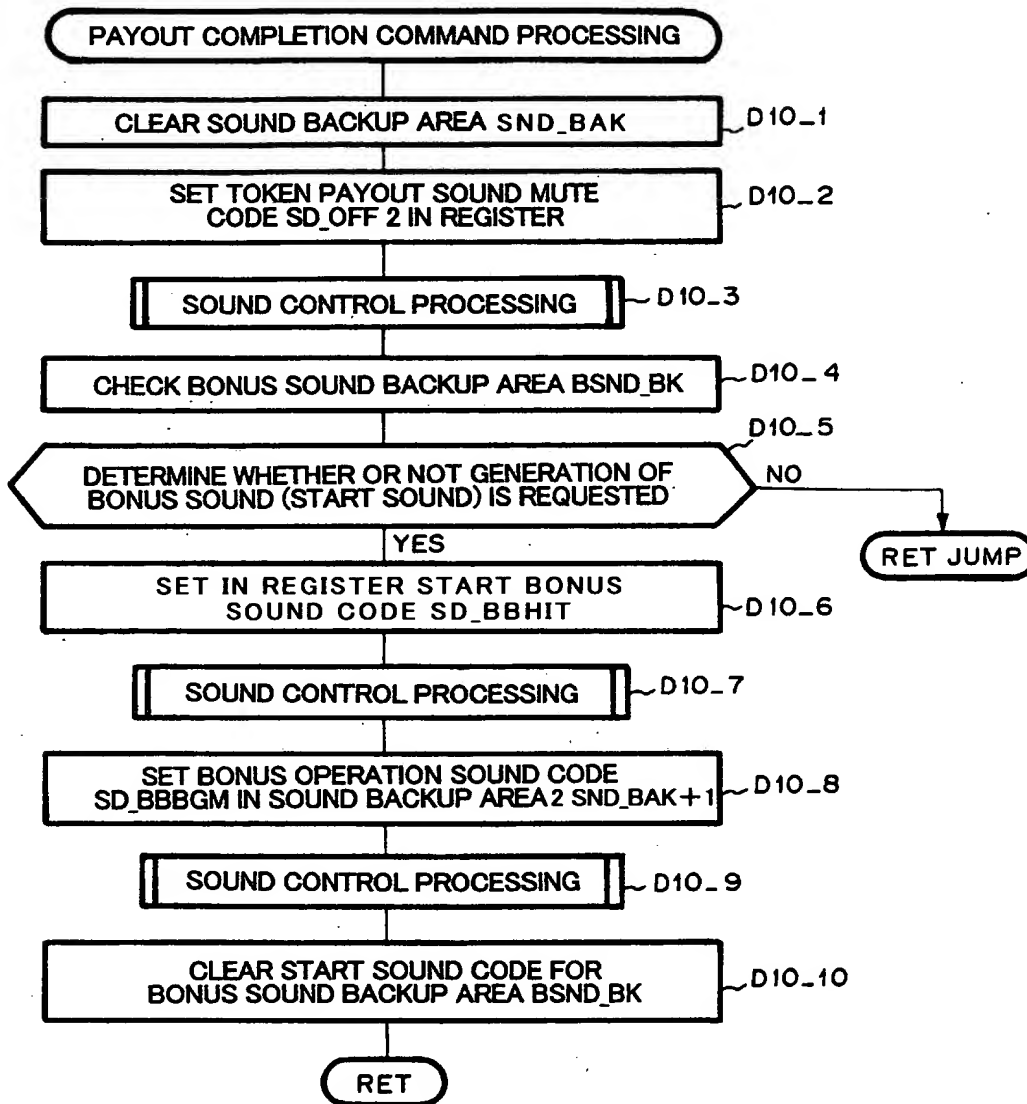 PAYOUT COMPLETION COMMAND PROCESSING
CLEAR SOUND BACKUP AREA SND_BAK
D10_1
SET TOKEN PAYOUT SOUND MUTE
CODE SD_OFF 2 IN REGISTER
D10_2
SOUND CONTROL PROCESSING
D10_3
CHECK BONUS SOUND BACKUP AREA BSND_BK
D10_4
D10_5
DETERMINE WHETHER OR NOT GENERATION OF
BONUS SOUND (START SOUND) IS REQUESTED
NO
YES
RET JUMP
SET IN REGISTER START BONUS
SOUND CODE SD_BBHIT
D10_6
SOUND CONTROL PROCESSING
D10_7
SET BONUS OPERATION SOUND CODE
SD_BBBGM IN SOUND BACKUP AREA2 SND_BAK+1
D10_8
SOUND CONTROL PROCESSING
D10_9
CLEAR START SOUND CODE FOR
BONUS SOUND BACKUP AREA BSND_BK
D10_10
RET